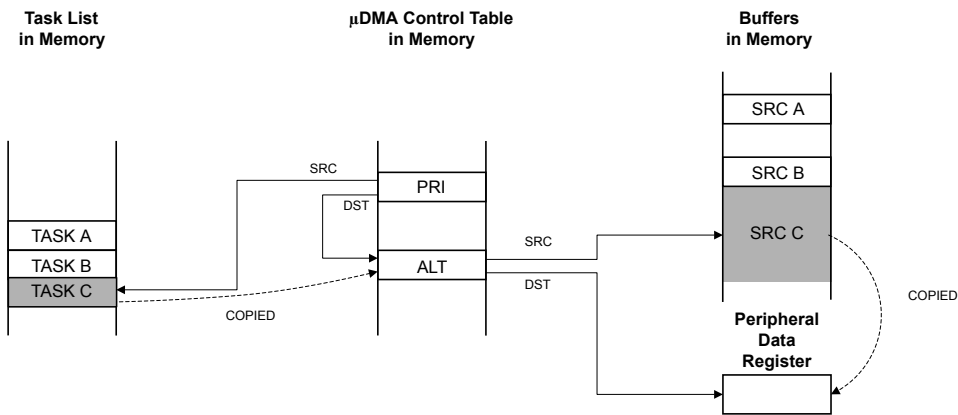 Task List
in Memory
μDMA Control Table
in Memory
Buffers
in Memory
SRC A
SRC
PRI
SRC B
DST
TASK A
SRC C
SRC
TASK B
ALT
DST
TASK C
COPIED
COPIED
Peripheral
Data
Register